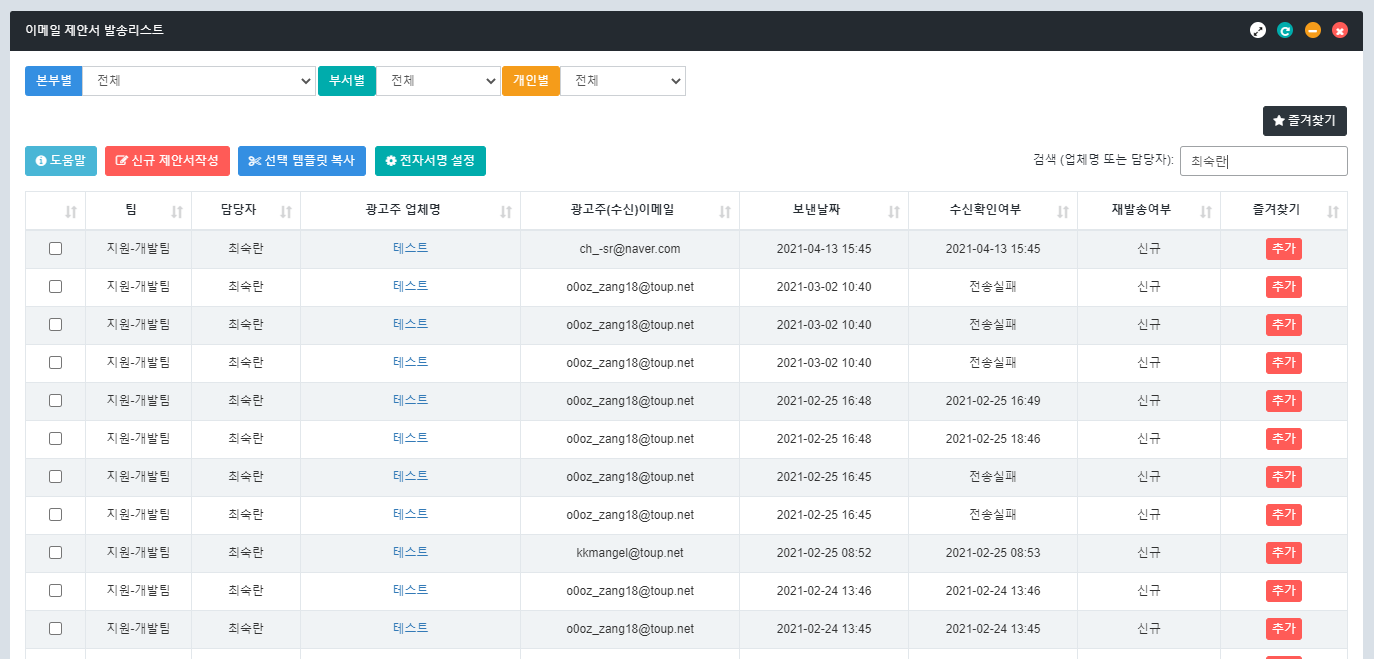 이메일 제안서 발송리스트
본부별 전체 부서별 전체 개인별 전체
즐겨찾기
도움말 신규 제안서작성 선택 템플릿 복사 전자서명 설정 검색 (업체명 또는 담당자): 최숙란
팀 담당자 광고주 업체명 광고주(수신)이메일 보낸날짜 수신확인여부 재발송여부 즐겨찾기
지원-개발팀 최숙란 테스트 ch_-sr@naver.com 2021-04-13 15:45 2021-04-13 15:45 신규 추가
지원-개발팀 최숙란 테스트 o0oz_zang18@toup.net 2021-03-02 10:40 전송실패 신규 추가
지원-개발팀 최숙란 테스트 o0oz_zang18@toup.net 2021-03-02 10:40 전송실패 신규 추가
지원-개발팀 최숙란 테스트 o0oz_zang18@toup.net 2021-03-02 10:40 전송실패 신규 추가
지원-개발팀 최숙란 테스트 o0oz_zang18@toup.net 2021-02-25 16:48 2021-02-25 16:49 신규 추가
지원-개발팀 최숙란 테스트 o0oz_zang18@toup.net 2021-02-25 16:48 2021-02-25 18:46 신규 추가
지원-개발팀 최숙란 테스트 o0oz_zang18@toup.net 2021-02-25 16:45 전송실패 신규 추가
지원-개발팀 최숙란 테스트 o0oz_zang18@toup.net 2021-02-25 16:45 전송실패 신규 추가
지원-개발팀 최숙란 테스트 kkmangel@toup.net 2021-02-25 08:52 2021-02-25 08:53 신규 추가
지원-개발팀 최숙란 테스트 o0oz_zang18@toup.net 2021-02-24 13:46 2021-02-24 13:46 신규 추가
지원-개발팀 최숙란 테스트 o0oz_zang18@toup.net 2021-02-24 13:45 2021-02-24 13:45 신규 추가